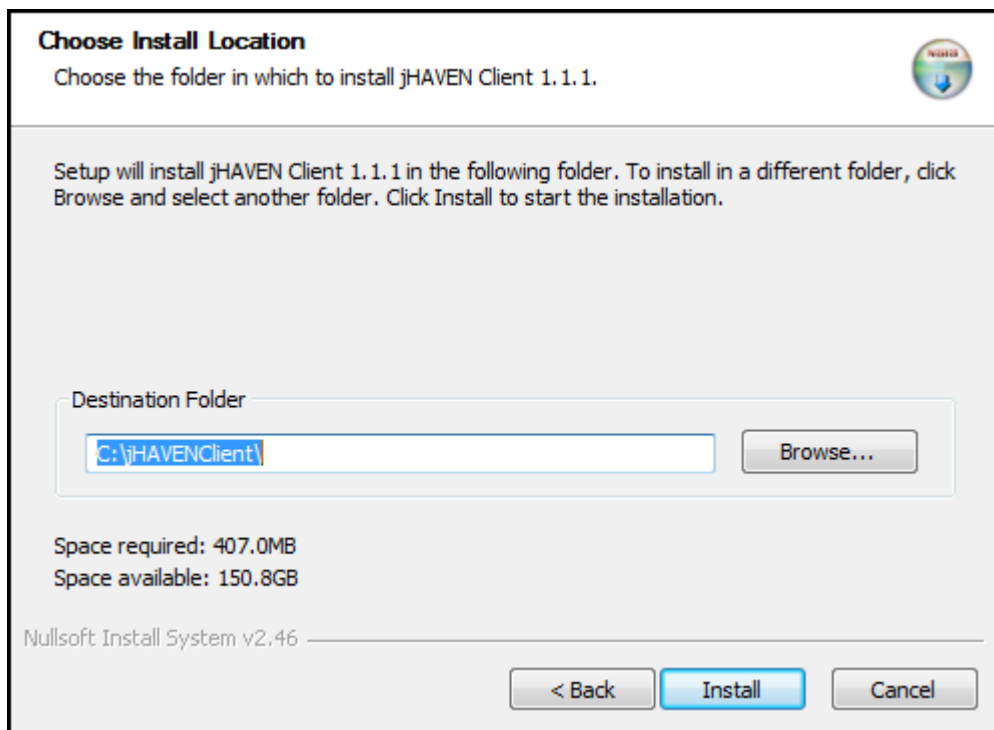 Choose Install Location
Choose the folder in which to install jHAVEN Client 1.1.1.
Setup will install jHAVEN Client 1.1.1 in the following folder. To install in a different folder, click
Browse and select another folder. Click Install to start the installation.
Destination Folder
C:\jHAVENClient\
Browse...
Space required: 407.0MB
Space available: 150.8GB
Nullsoft Install System v2.46
< Back
Install
Cancel